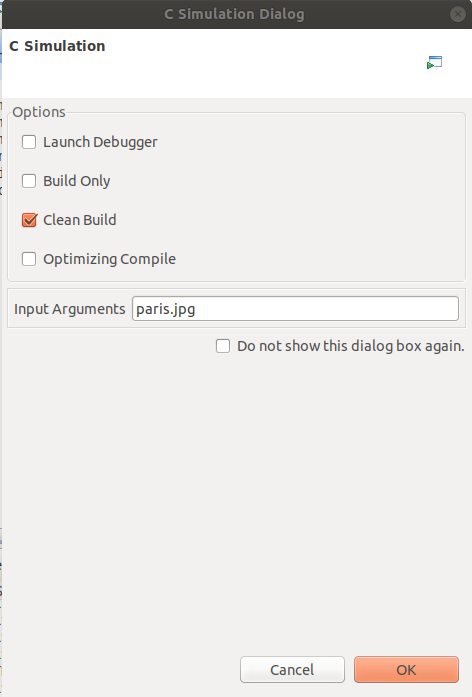 C Simulation Dialog
C Simulation
Options
Launch Debugger
Build Only
Clean Build
Optimizing Compile
Input Arguments paris.jpg
Do not show this dialog box again.
Cancel OK